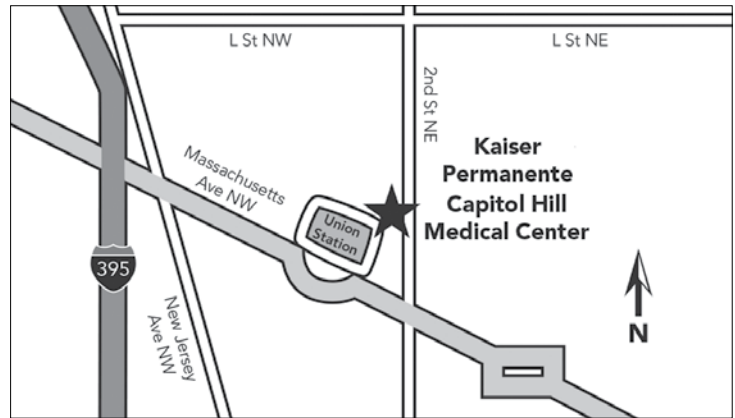 L St NW
L St NE
2nd St NE
Massachusetts
Ave NW
Kaiser
Permanente
Capitol Hill
Medical Center
Union
Station
395
New Jersey
Ave NW
N